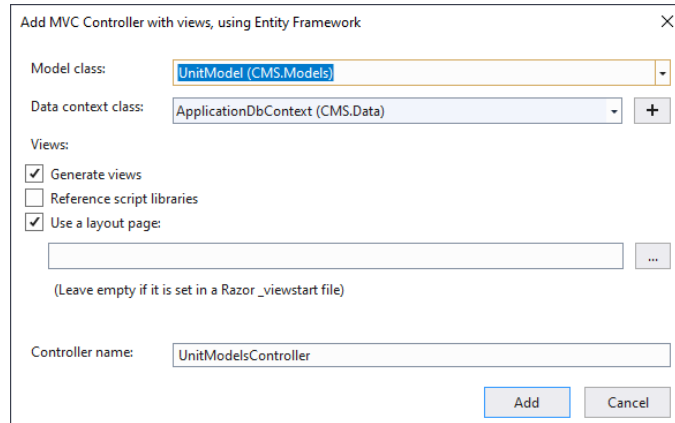 Add MVC Controller with views, using Entity Framework
Model class: UnitModel (CMS.Models)
Data context class: ApplicationDbContext (CMS.Data) +
Views:
Generate views
Reference script libraries
Use a layout page:
...
(Leave empty if it is set in a Razor _viewstart file)
Controller name: UnitModelsController
Add Cancel